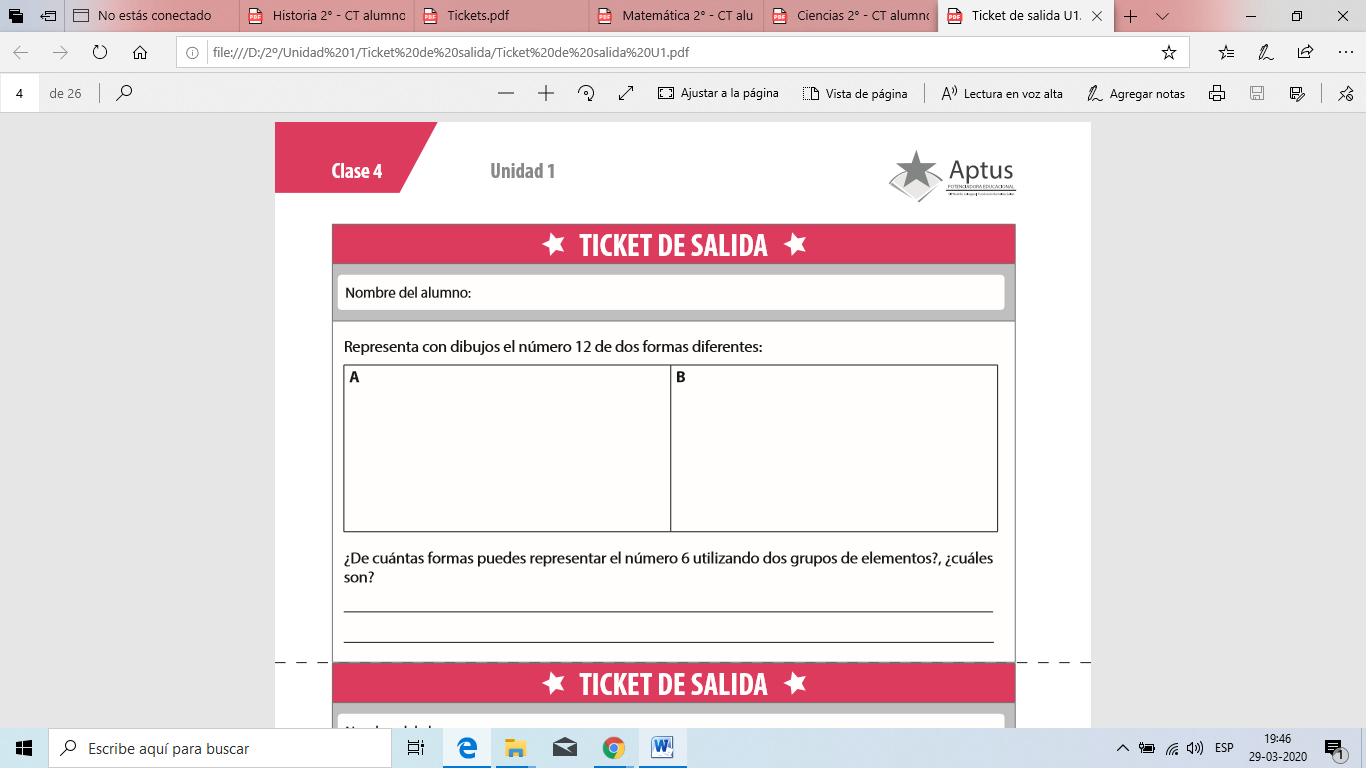 No estás conectado
Historia 2° - CT alumno
Tickets.pdf
Matemática 2° - CT alu
Ciencias 2° - CT alumno
Ticket de salida U1.
file:///D:/2º/Unidad%201/Ticket%20de%20salida/Ticket%20de%20salida%20U1.pdf
4 de 26
Ajustar a la página
Vista de página
Lectura en voz alta
Agregar notas
Clase 4
Unidad 1
Aptus
POTENCIADORA EDUCACIONAL
TICKET DE SALIDA
Nombre del alumno:
Representa con dibujos el número 12 de dos formas diferentes:
A
B
¿De cuántas formas puedes representar el número 6 utilizando dos grupos de elementos?, ¿cuáles
son?
TICKET DE SALIDA
Escribe aquí para buscar
ESP
19:46
29-03-2020
1